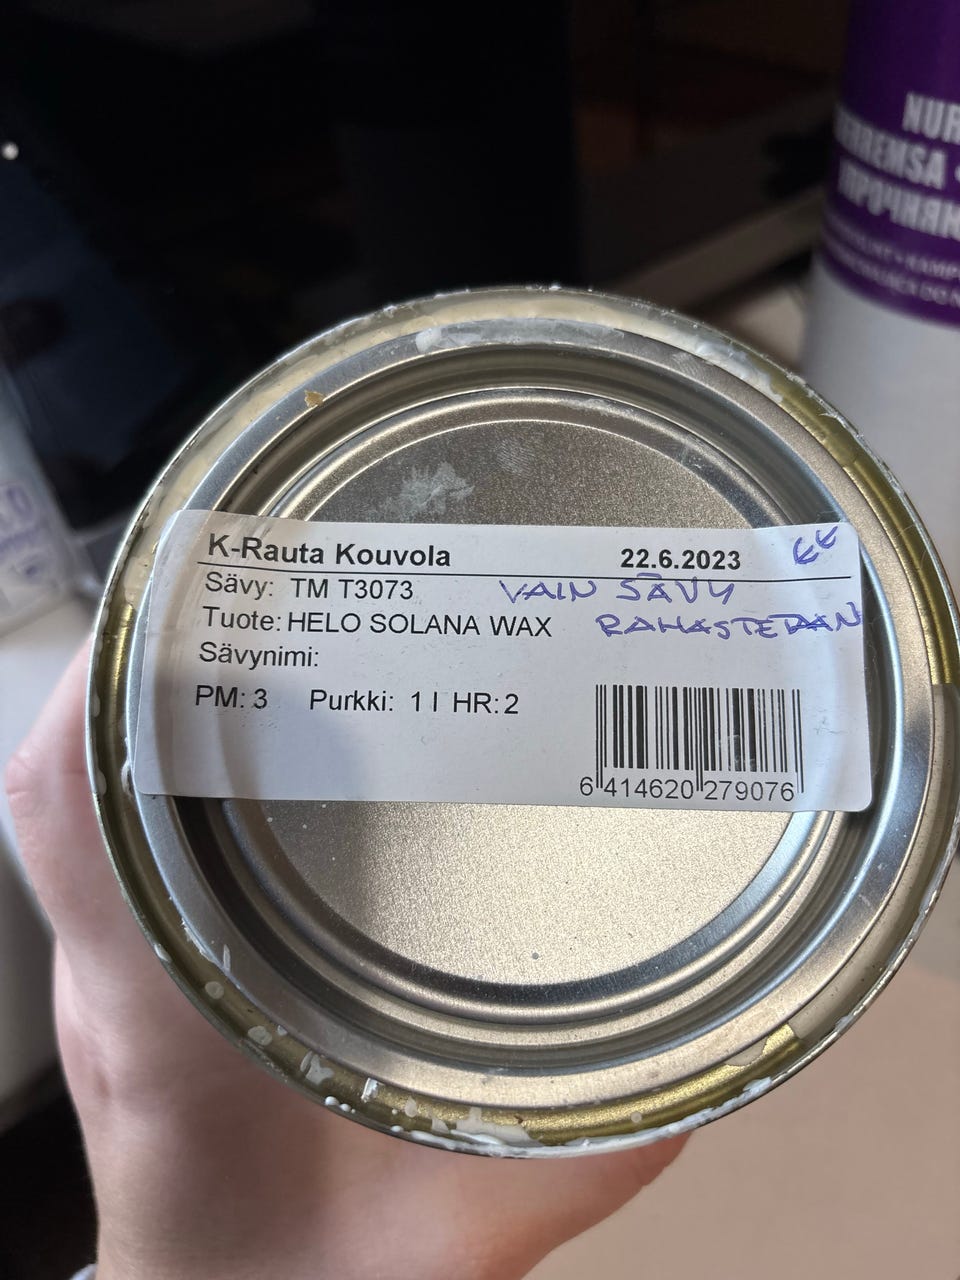 K-Rauta Kouvola 22.6.2023 EE
Sävy: TM T3073 VAIN SÄVY
Tuote: HELO SOLANA WAX RAHASTETAAN
Sävynimi:
PM: 3 Purkki: 1 l HR: 2
6 414620 279076
NUR